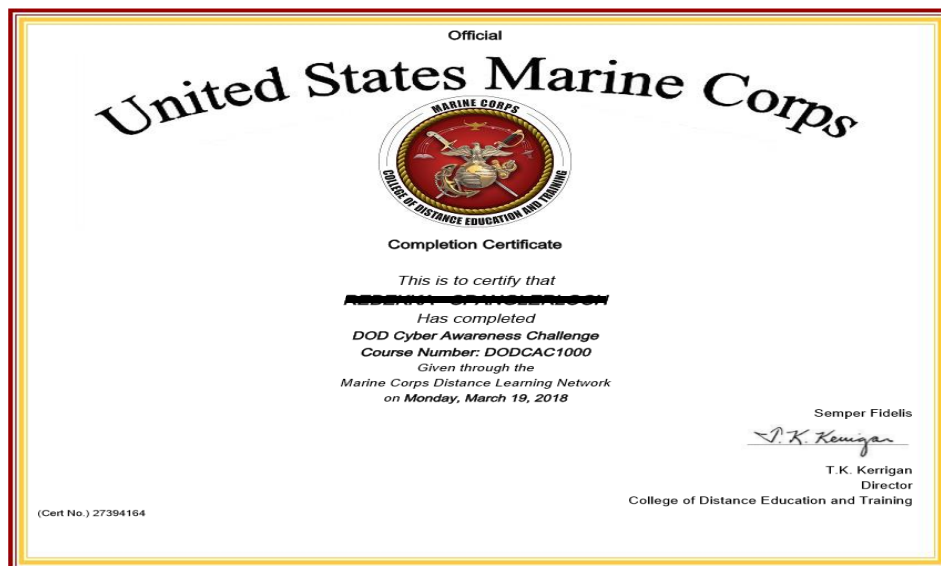 Official
United States Marine Corps
MARINE CORPS
COLLEGE OF DISTANCE EDUCATION AND TRAINING
Completion Certificate
This is to certify that
Has completed
DOD Cyber Awareness Challenge
Course Number: DODCAC1000
Given through the
Marine Corps Distance Learning Network
on Monday, March 19, 2018
Semper Fidelis
T. K. Kerrigan
T.K. Kerrigan
Director
College of Distance Education and Training
(Cert No.) 27394164